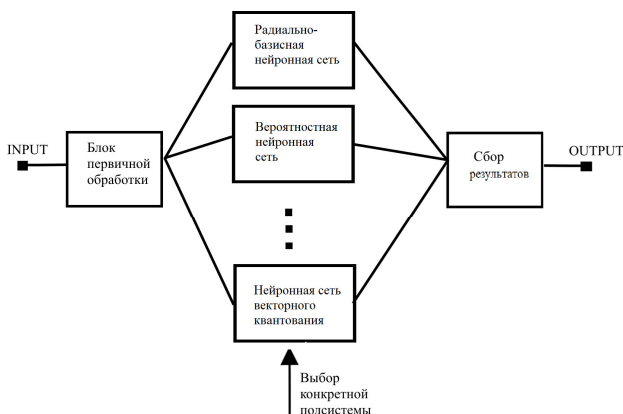 Радиально-
базисная
нейронная сеть
INPUT
Блок
первичной
обработки
Вероятностная
нейронная
сеть
Сбор
результатов
OUTPUT
Нейронная сеть
векторного
квантования
Выбор
конкретной
подсистемы